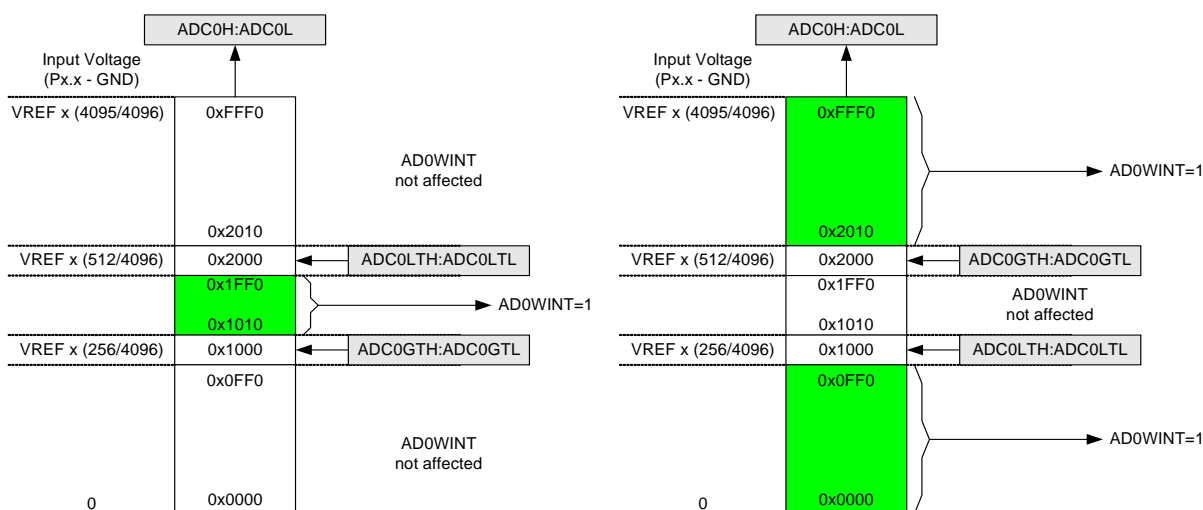 ADC0H:ADC0L
Input Voltage
(Px.x - GND)
VREF x (4095/4096)
0xFFF0
AD0WINT
not affected
0x2010
VREF x (512/4096)
0x2000
ADC0LTH:ADC0LTL
0x1FF0
AD0WINT=1
0x1010
VREF x (256/4096)
0x1000
ADC0GTH:ADC0GTL
0x0FF0
AD0WINT
not affected
0
0x0000
ADC0H:ADC0L
Input Voltage
(Px.x - GND)
VREF x (4095/4096)
0xFFF0
AD0WINT=1
0x2010
VREF x (512/4096)
0x2000
ADC0GTH:ADC0GTL
0x1FF0
AD0WINT
not affected
0x1010
VREF x (256/4096)
0x1000
ADC0LTH:ADC0LTL
0x0FF0
AD0WINT=1
0
0x0000